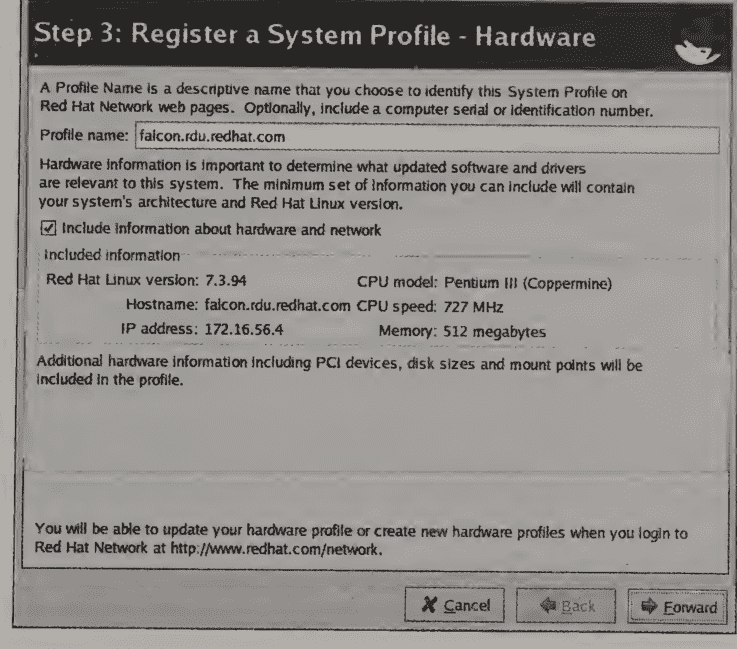 Step 3: Register a System Profile - Hardware
A Profile Name is a descriptive name that you choose to identify this System Profile on
Red Hat Network web pages. Optionally, include a computer serial or identification number.
Profile name: falcon.rdu.redhat.com
Hardware information is important to determine what updated software and drivers
are relevant to this system. The minimum set of information you can include will contain
your system's architecture and Red Hat Linux version.
Include information about hardware and network
Included information
Red Hat Linux version: 7.3.94 CPU model: Pentium III (Coppermine)
Hostname: falcon.rdu.redhat.com CPU speed: 727 MHz
IP address: 172.16.56.4 Memory: 512 megabytes
Additional hardware information including PCI devices, disk sizes and mount points will be
included in the profile.
You will be able to update your hardware profile or create new hardware profiles when you login to
Red Hat Network at http://www.redhat.com/network.
Cancel Back Forward